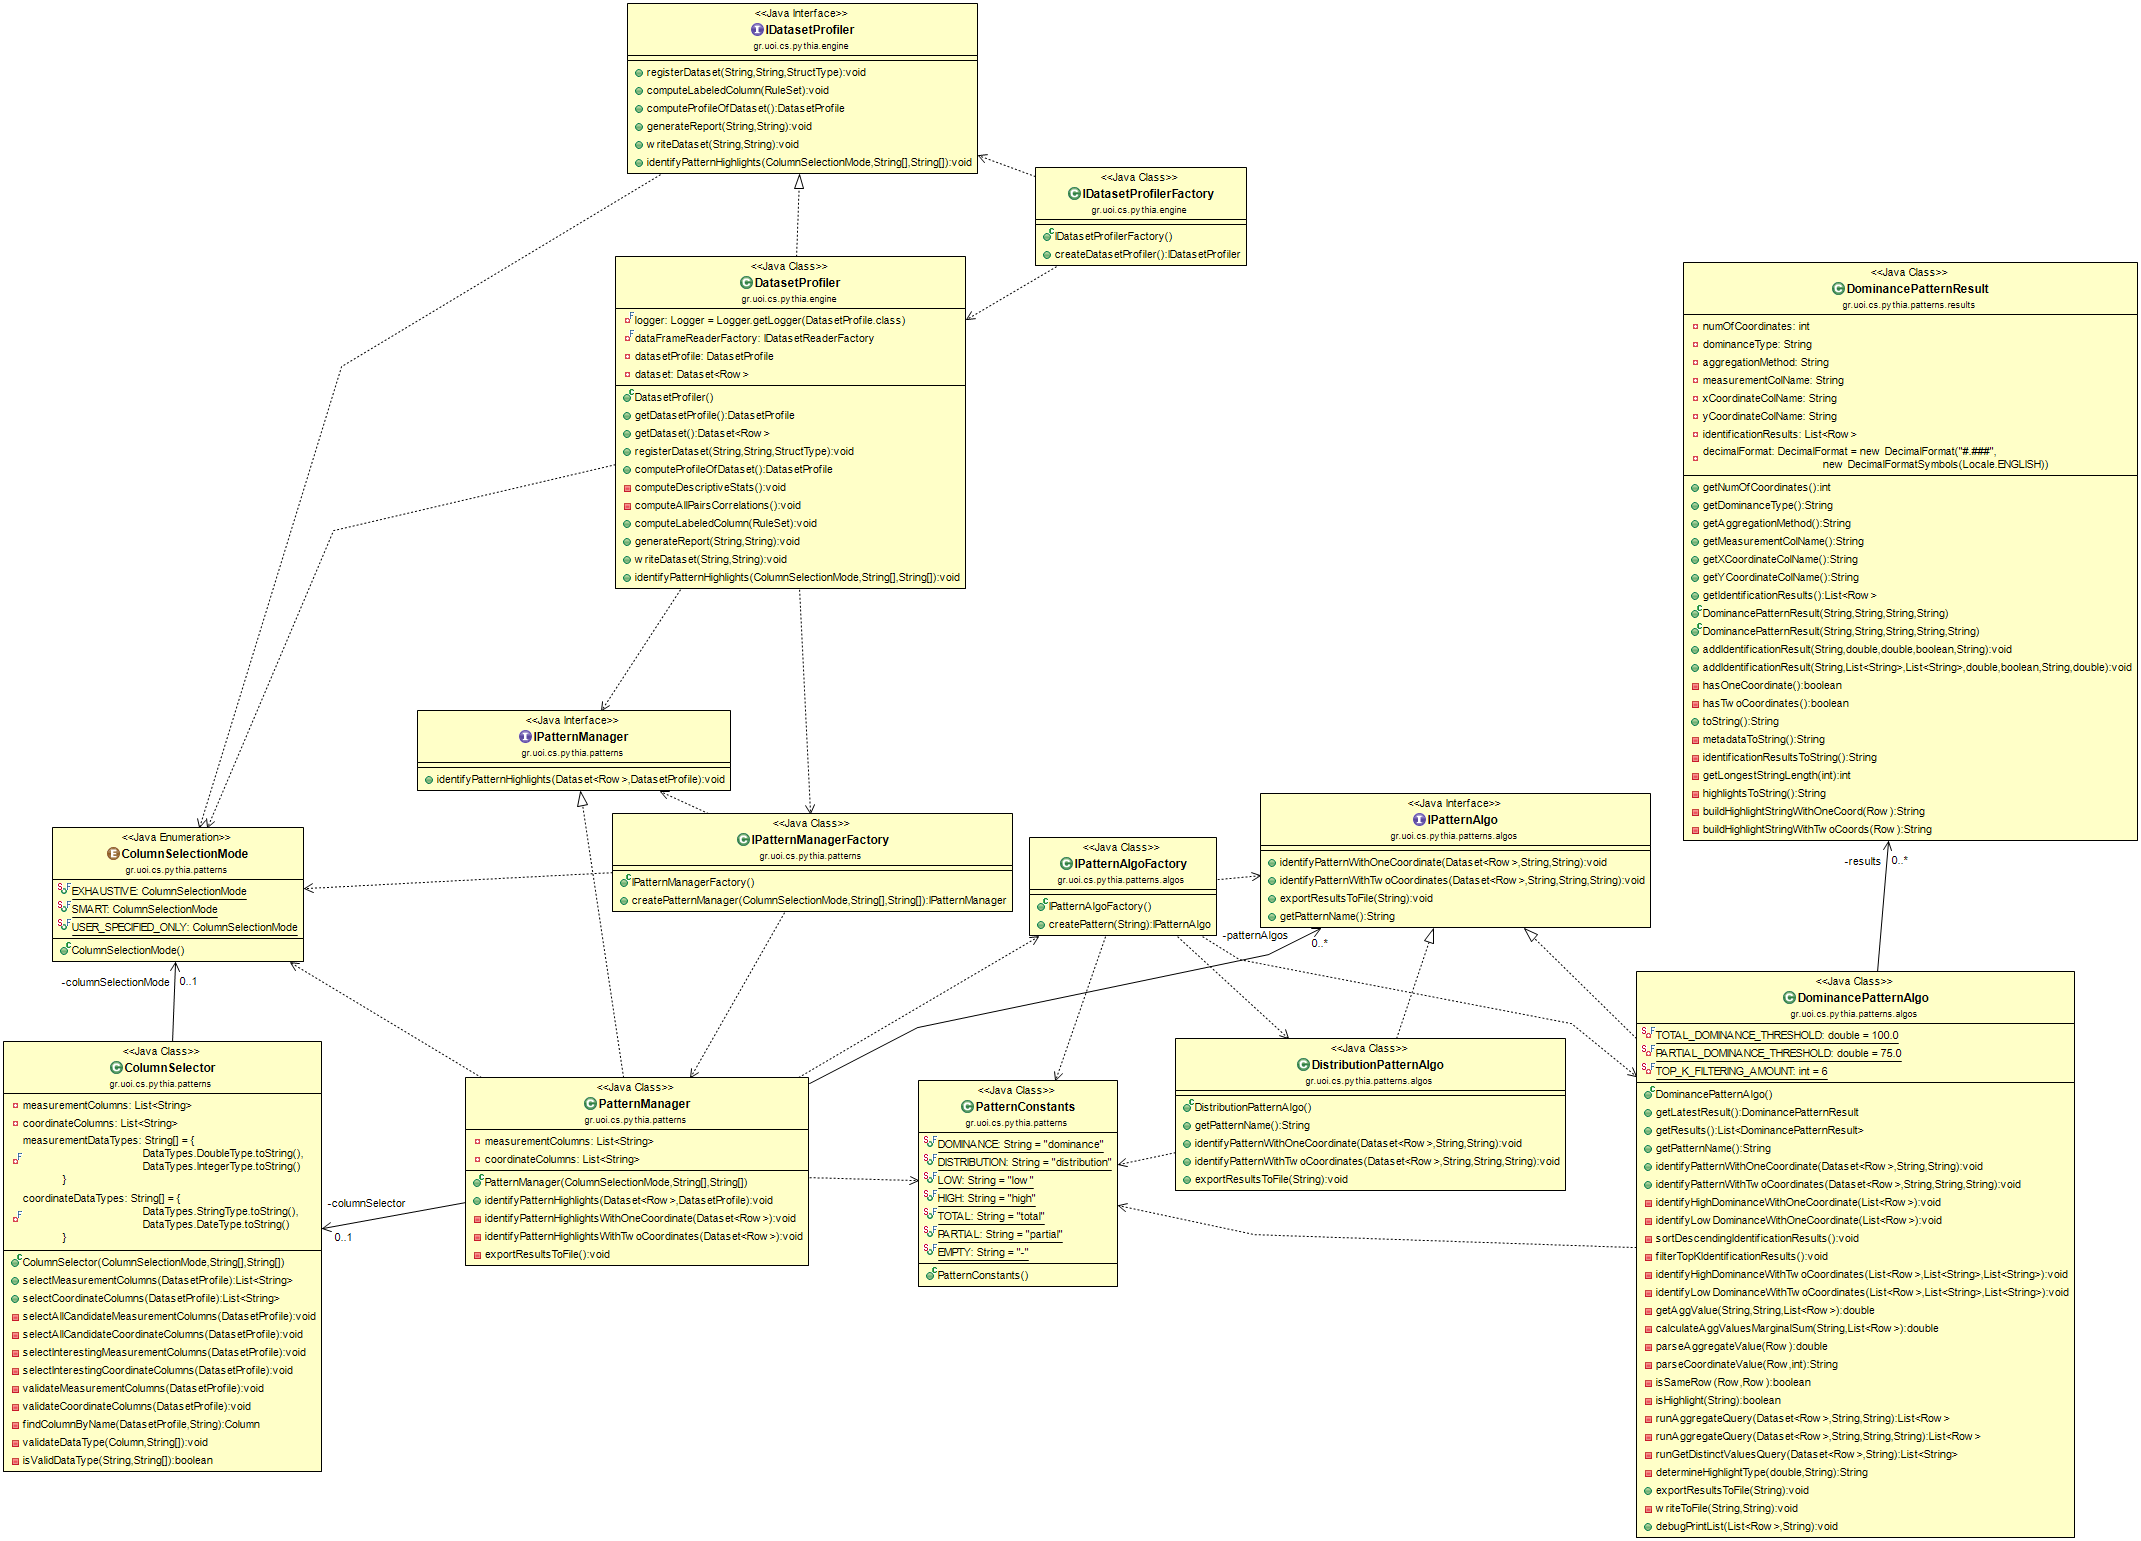 <<Java Interface>>
IDatasetProfiler
gr.uoi.cs.pythia.engine
registerDataset(String,String,StructType):void
computeLabeledColumn(RuleSet):void
computeProfileOfDataset():DatasetProfile
generateReport(String,String):void
writeDataset(String,String):void
identifyPatternHighlights(ColumnSelectionMode,String[],String[]):void
<<Java Class>>
IDatasetProfilerFactory
gr.uoi.cs.pythia.engine
IDatasetProfilerFactory()
createDatasetProfiler():IDatasetProfiler
<<Java Class>>
DatasetProfiler
gr.uoi.cs.pythia.engine
logger: Logger = Logger.getLogger(DatasetProfile.class)
dataFrameReaderFactory: IDatasetReaderFactory
datasetProfile: DatasetProfile
dataset: Dataset<Row>
DatasetProfiler()
getDatasetProfile():DatasetProfile
getDataset():Dataset<Row>
registerDataset(String,String,StructType):void
computeProfileOfDataset():DatasetProfile
computeDescriptiveStats():void
computeAllPairsCorrelations():void
computeLabeledColumn(RuleSet):void
generateReport(String,String):void
writeDataset(String,String):void
identifyPatternHighlights(ColumnSelectionMode,String[],String[]):void
<<Java Class>>
DominancePatternResult
gr.uoi.cs.pythia.patterns.results
numOfCoordinates: int
dominanceType: String
aggregationMethod: String
measurementColName: String
xCoordinateColName: String
yCoordinateColName: String
identificationResults: List<Row>
decimalFormat: DecimalFormat = new DecimalFormat("#.###",
new DecimalFormatSymbols(Locale.ENGLISH))
getNumOfCoordinates():int
getDominanceType():String
getAggregationMethod():String
getMeasurementColName():String
getXCoordinateColName():String
getYCoordinateColName():String
getIdentificationResults():List<Row>
DominancePatternResult(String,String,String,String)
DominancePatternResult(String,String,String,String,String)
addIdentificationResult(String,double,double,boolean,String):void
addIdentificationResult(String,List<String>,List<String>,double,boolean,String,double):void
hasOneCoordinate():boolean
hasTwoCoordinates():boolean
toString():String
metadataToString():String
identificationResultsToString():String
getLongestStringLength(int):int
highlightsToString():String
buildHighlightStringWithOneCoord(Row):String
buildHighlightStringWithTwoCoords(Row):String
-results
0..*
<<Java Interface>>
IPatternManager
gr.uoi.cs.pythia.patterns
identifyPatternHighlights(Dataset<Row>,DatasetProfile):void
<<Java Class>>
IPatternManagerFactory
gr.uoi.cs.pythia.patterns
IPatternManagerFactory()
createPatternManager(ColumnSelectionMode,String[],String[]):IPatternManager
<<Java Enumeration>>
ColumnSelectionMode
gr.uoi.cs.pythia.patterns
EXHAUSTIVE: ColumnSelectionMode
SMART: ColumnSelectionMode
USER_SPECIFIED_ONLY: ColumnSelectionMode
ColumnSelectionMode()
-columnSelectionMode
0..1
<<Java Class>>
IPatternAlgoFactory
gr.uoi.cs.pythia.patterns.algos
IPatternAlgoFactory()
createPattern(String):IPatternAlgo
<<Java Interface>>
IPatternAlgo
gr.uoi.cs.pythia.patterns.algos
identifyPatternWithOneCoordinate(Dataset<Row>,String,String):void
identifyPatternWithTwoCoordinates(Dataset<Row>,String,String,String):void
exportResultsToFile(String):void
getPatternName():String
-patternAlgos
0..*
<<Java Class>>
ColumnSelector
gr.uoi.cs.pythia.patterns
measurementColumns: List<String>
coordinateColumns: List<String>
measurementDataTypes: String[] = {
DataTypes.DoubleType.toString(),
DataTypes.IntegerType.toString()
}
coordinateDataTypes: String[] = {
DataTypes.StringType.toString(),
DataTypes.DateType.toString()
}
ColumnSelector(ColumnSelectionMode,String[],String[])
selectMeasurementColumns(DatasetProfile):List<String>
selectCoordinateColumns(DatasetProfile):List<String>
selectAllCandidateMeasurementColumns(DatasetProfile):void
selectAllCandidateCoordinateColumns(DatasetProfile):void
selectInterestingMeasurementColumns(DatasetProfile):void
selectInterestingCoordinateColumns(DatasetProfile):void
validateMeasurementColumns(DatasetProfile):void
validateCoordinateColumns(DatasetProfile):void
findColumnByName(DatasetProfile,String):Column
validateDataType(Column,String[]):void
isValidDataType(String,String[]):boolean
-columnSelector
0..1
<<Java Class>>
PatternManager
gr.uoi.cs.pythia.patterns
measurementColumns: List<String>
coordinateColumns: List<String>
PatternManager(ColumnSelectionMode,String[],String[])
identifyPatternHighlights(Dataset<Row>,DatasetProfile):void
identifyPatternHighlightsWithOneCoordinate(Dataset<Row>):void
identifyPatternHighlightsWithTwoCoordinates(Dataset<Row>):void
exportResultsToFile():void
<<Java Class>>
PatternConstants
gr.uoi.cs.pythia.patterns
DOMINANCE: String = "dominance"
DISTRIBUTION: String = "distribution"
LOW: String = "low"
HIGH: String = "high"
TOTAL: String = "total"
PARTIAL: String = "partial"
EMPTY: String = "-"
PatternConstants()
<<Java Class>>
DistributionPatternAlgo
gr.uoi.cs.pythia.patterns.algos
DistributionPatternAlgo()
getPatternName():String
identifyPatternWithOneCoordinate(Dataset<Row>,String,String):void
identifyPatternWithTwoCoordinates(Dataset<Row>,String,String,String):void
exportResultsToFile(String):void
<<Java Class>>
DominancePatternAlgo
gr.uoi.cs.pythia.patterns.algos
TOTAL_DOMINANCE_THRESHOLD: double = 100.0
PARTIAL_DOMINANCE_THRESHOLD: double = 75.0
TOP_K_FILTERING_AMOUNT: int = 6
DominancePatternAlgo()
getLatestResult():DominancePatternResult
getResults():List<DominancePatternResult>
getPatternName():String
identifyPatternWithOneCoordinate(Dataset<Row>,String,String):void
identifyPatternWithTwoCoordinates(Dataset<Row>,String,String,String):void
identifyHighDominanceWithOneCoordinate(List<Row>):void
identifyLowDominanceWithOneCoordinate(List<Row>):void
sortDescendingIdentificationResults():void
filterTopKIdentificationResults():void
identifyHighDominanceWithTwoCoordinates(List<Row>,List<String>,List<String>):void
identifyLowDominanceWithTwoCoordinates(List<Row>,List<String>,List<String>):void
getAggValue(String,String,List<Row>):double
calculateAggValuesMarginalSum(String,List<Row>):double
parseAggregateValue(Row):double
parseCoordinateValue(Row,int):String
isSameRow(Row,Row):boolean
isHighlight(String):boolean
runAggregateQuery(Dataset<Row>,String,String):List<Row>
runAggregateQuery(Dataset<Row>,String,String,String):List<Row>
runGetDistinctValuesQuery(Dataset<Row>,String):List<String>
determineHighlightType(double,String):String
exportResultsToFile(String):void
writeToFile(String,String):void
debugPrintList(List<Row>,String):void